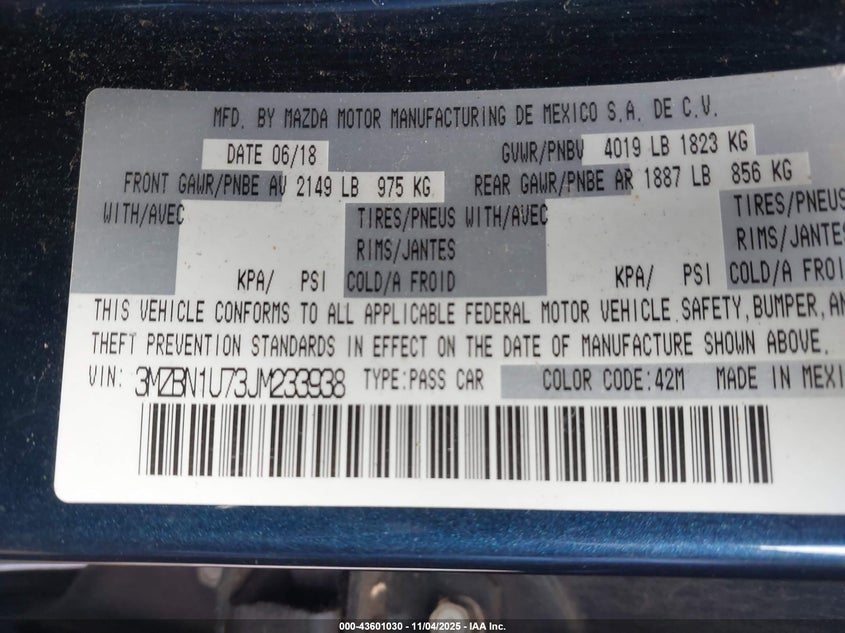 MFD. BY MAZDA MOTOR MANUFACTURING DE MEXICO S.A. DE C.V.
DATE 06/18 GVWR/PNBV 4019 LB 1823 KG
FRONT GAWR/PNBE AV 2149 LB 975 KG REAR GAWR/PNBE AR 1887 LB 856 KG
WITH/AVEC TIRES/PNEUS WITH/AVEC TIRES/PNEUS
RIMS/JANTES RIMS/JANTES
KPA/ PSI COLD/A FROID KPA/ PSI COLD/A FROI
THIS VEHICLE CONFORMS TO ALL APPLICABLE FEDERAL MOTOR VEHICLE SAFETY, BUMPER, AN
THEFT PREVENTION STANDARDS IN EFFECT ON THE DATE OF MANUFACTURE SHOWN ABOVE.
VIN: 3MZBN1U73JM233938 TYPE:PASS CAR COLOR CODE:42M MADE IN MEXI
000-43601030 - 11/04/2025 - IAA Inc.